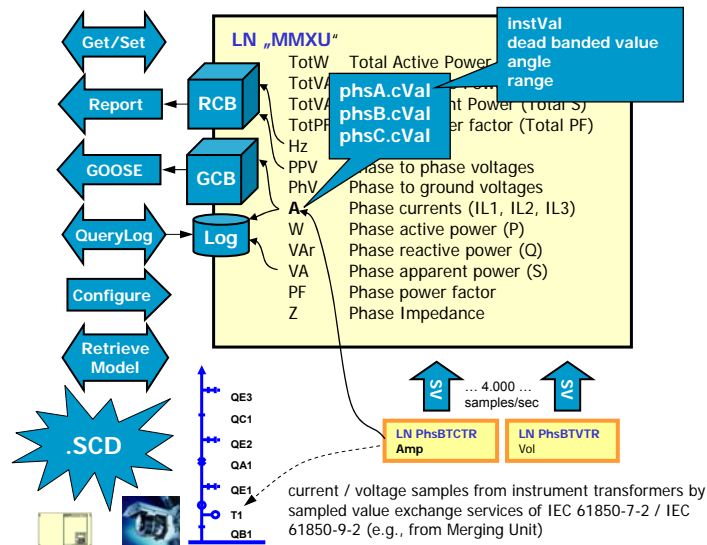 instVal
dead banded value
angle
range
Get/Set
Report
GOOSE
QueryLog
Configure
Retrieve
Model
.SCD
RCB
GCB
Log
LN „MMXU“
TotW Total Active Power
TotVA
TotVA nt Power (Total S)
TotPF er factor (Total PF)
Hz
PPV Phase to phase voltages
PhV Phase to ground voltages
A Phase currents (IL1, IL2, IL3)
W Phase active power (P)
VAr Phase reactive power (Q)
VA Phase apparent power (S)
PF Phase power factor
Z Phase Impedance
phsA.cVal
phsB.cVal
phsC.cVal
SV
… 4.000 …
samples/sec
SV
LN PhsBTCTR
Amp
LN PhsBTVTR
Vol
QE3
QC1
QE2
QA1
QE1
T1
QB1
current / voltage samples from instrument transformers by
sampled value exchange services of IEC 61850-7-2 / IEC
61850-9-2 (e.g., from Merging Unit)